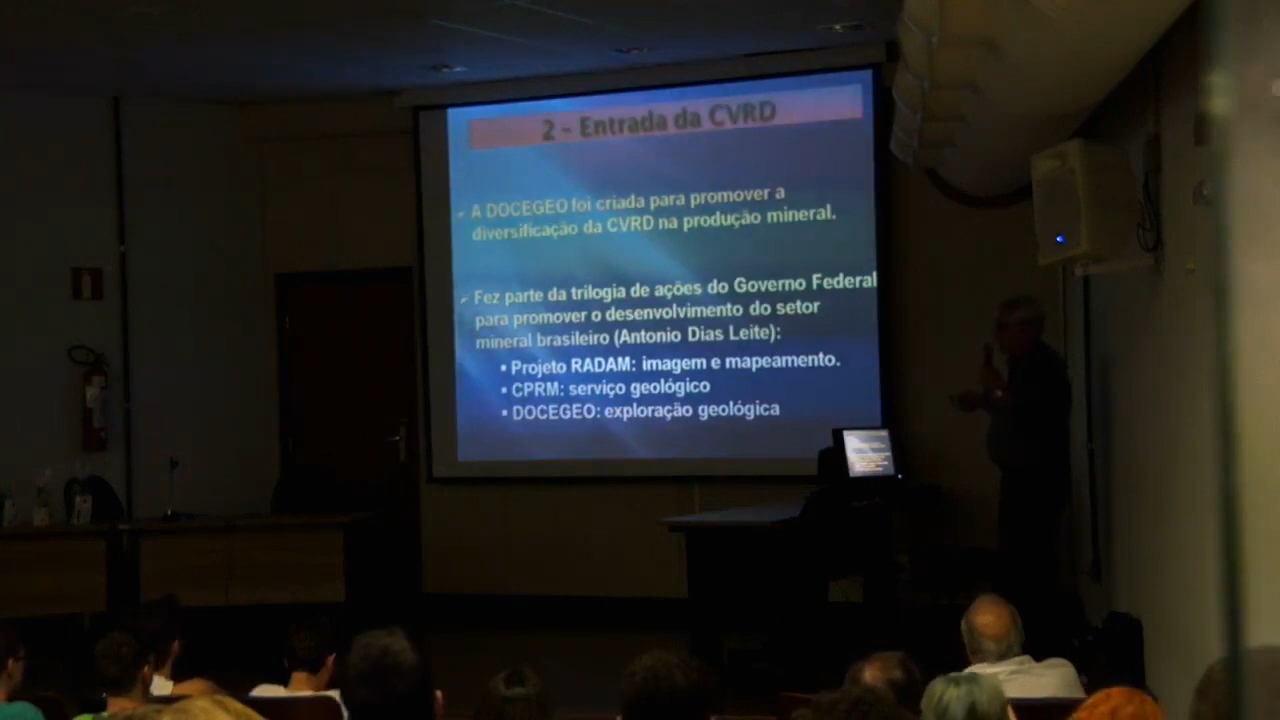 2 - Entrada da CVRD
A DOCEGEO foi criada para promover a
diversificação da CVRD na produção mineral.
Fez parte da trilogia de ações do Governo Federal
para promover o desenvolvimento do setor
mineral brasileiro (Antonio Dias Leite):
▪ Projeto RADAM: imagem e mapeamento.
▪ CPRM: serviço geológico
▪ DOCEGEO: exploração geológica